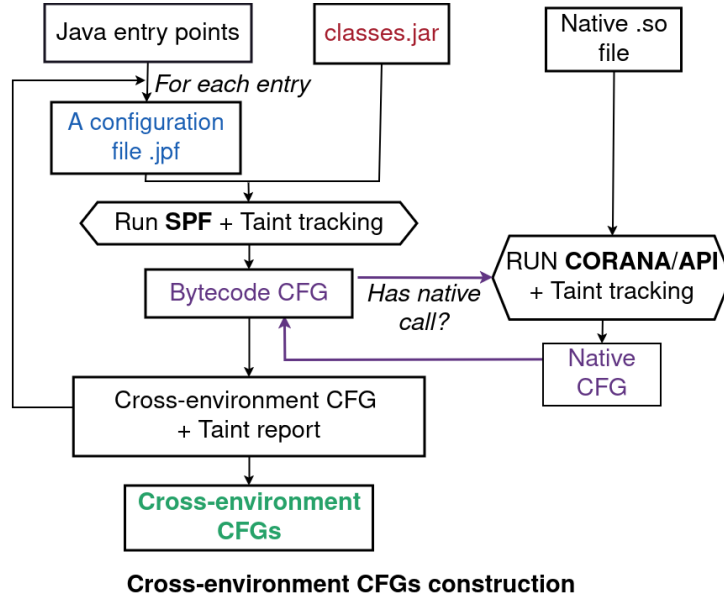 Java entry points
classes.jar
Native .so
file
For each entry
A configuration
file .jpf
Run SPF + Taint tracking
RUN CORANA/API
+ Taint tracking
Bytecode CFG
Has native
call?
Native
CFG
Cross-environment CFG
+ Taint report
Cross-environment
CFGs
Cross-environment CFGs construction